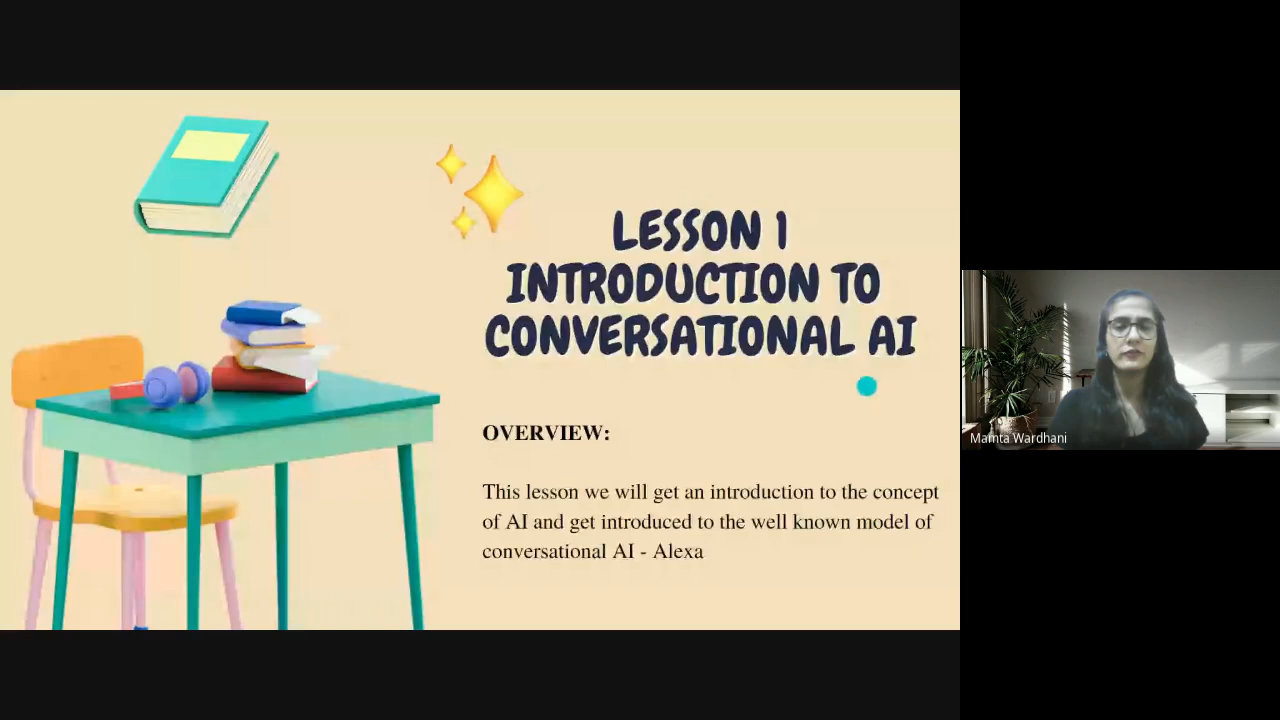 LESSON 1
INTRODUCTION TO
CONVERSATIONAL AI
OVERVIEW:
This lesson we will get an introduction to the concept
of AI and get introduced to the well known model of
conversational AI - Alexa
Mamta Wardhani